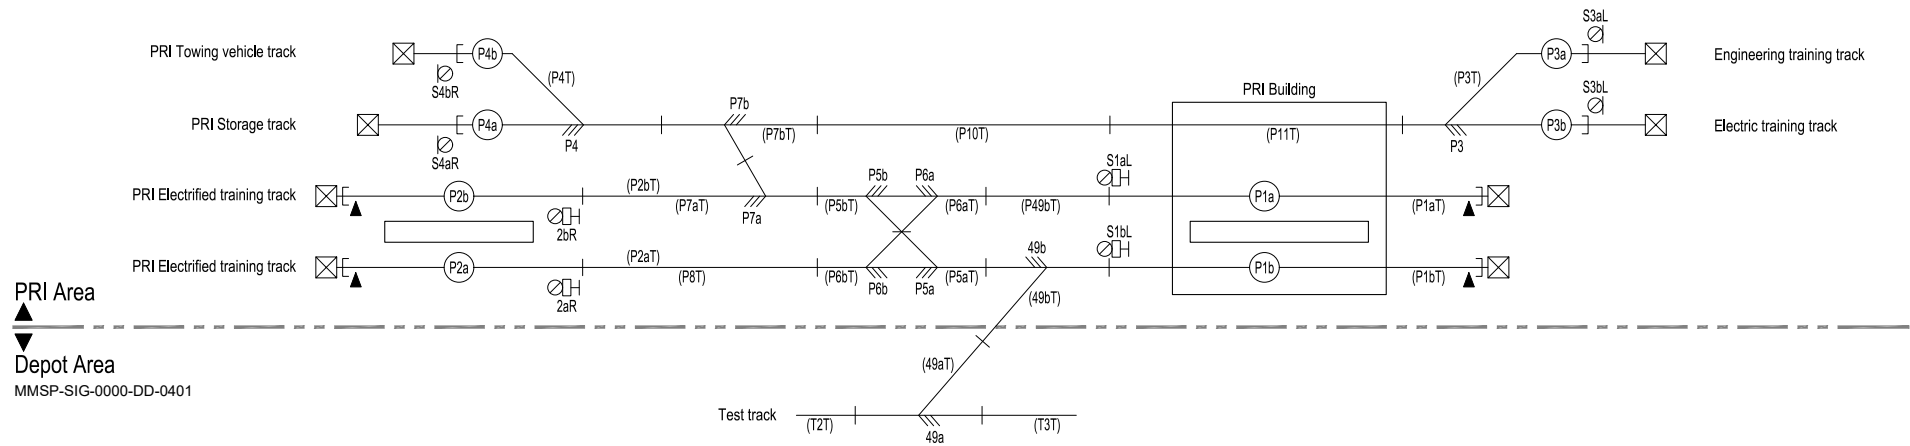 S3aL
PRI Towing vehicle track
P4b
(P4T)
S4bR
P3a
(P3T)
Engineering training track
PRI Building
S3bL
P7b
PRI Storage track
P4a
P4
S4aR
(P7bT)
(P10T)
(P11T)
P3b
P3
Electric training track
S1aL
P5b
P6a
PRI Electrified training track
P2b
(P2bT)
(P7aT)
P7a
(P5bT)
(P6aT)
(P49bT)
P1a
(P1aT)
2bR
S1bL
49b
PRI Electrified training track
P2a
(P2aT)
(P8T)
(P6bT)
P6b
P5a
(P5aT)
P1b
(P1bT)
2aR
(49bT)
PRI Area
Depot Area
MMSP-SIG-0000-DD-0401
(49aT)
Test track
(T2T)
49a
(T3T)